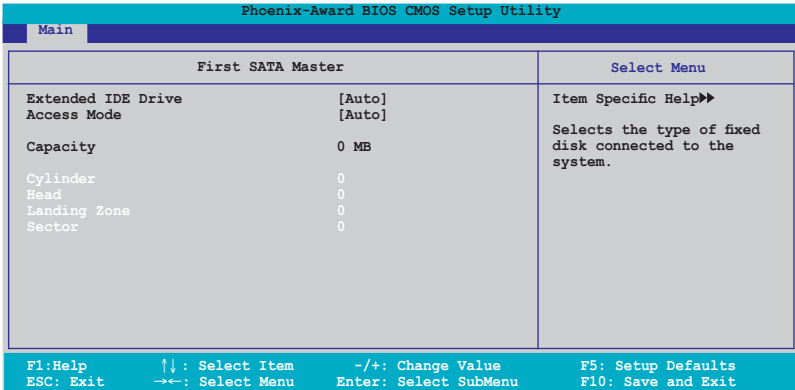 Phoenix-Award BIOS CMOS Setup Utility
Main
First SATA Master
Select Menu
Extended IDE Drive [Auto]
Access Mode [Auto]
Capacity 0 MB
Cylinder 0
Head 0
Landing Zone 0
Sector 0
Item Specific Help▶▶
Selects the type of fixed
disk connected to the
system.
F1:Help ↑↓: Select Item -/+: Change Value F5: Setup Defaults
ESC: Exit →←: Select Menu Enter: Select SubMenu F10: Save and Exit